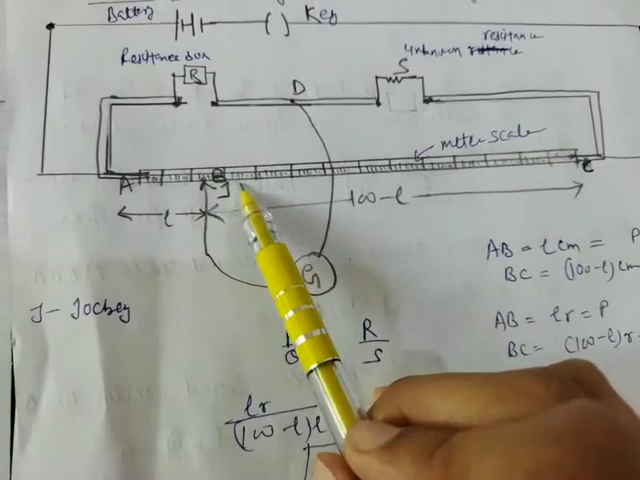 Battery Key
Resistance box
unknown resistance
R
S
D
meter scale
A B C
J
l 100-l
G
AB = l cm = P
BC = (100-l) cm
J - Jockey
AB = lr = P
BC = (100-l)r
R
S
lr
(100-l)